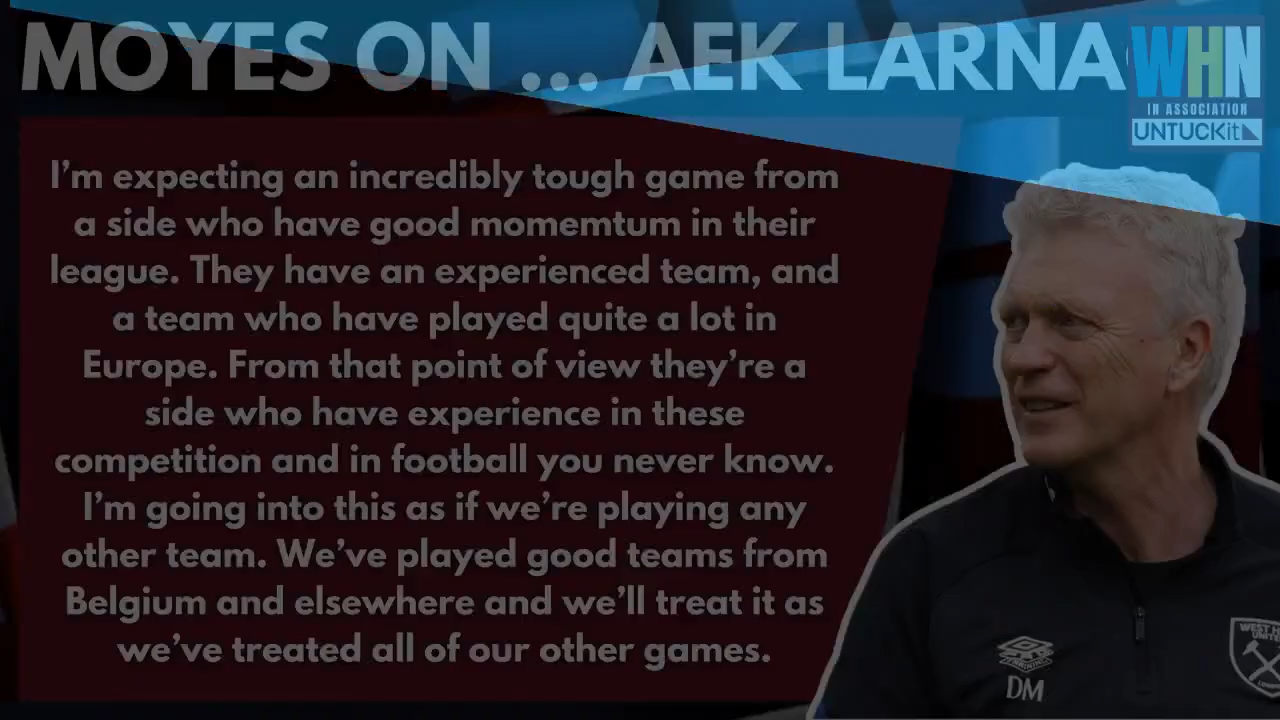 MOYES ON ... AEK LARNA
WHN
IN ASSOCIATION
UNTUCKit
I'm expecting an incredibly tough game from
a side who have good momemtum in their
league. They have an experienced team, and
a team who have played quite a lot in
Europe. From that point of view they're a
side who have experience in these
competition and in football you never know.
I'm going into this as if we're playing any
other team. We've played good teams from
Belgium and elsewhere and we'll treat it as
we've treated all of our other games.
DM